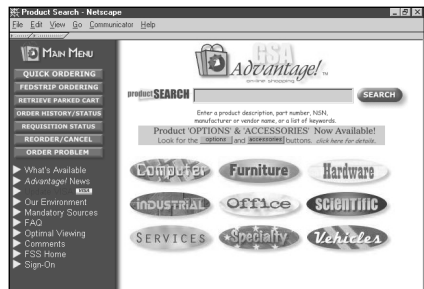 Product Search - Netscape
File Edit View Go Communicator Help
MAIN MENU
QUICK ORDERING
FEDSTRIP ORDERING
RETRIEVE PARKED CART
ORDER HISTORY/STATUS
REQUISITION STATUS
REORDER/CANCEL
ORDER PROBLEM
What's Available
Advantage! News
VISA
Our Environment
Mandatory Sources
FAQ
Optimal Viewing
Comments
FSS Home
Sign-On
GSA
Advantage! TM
online shopping
product SEARCH
SEARCH
Enter a product description, part number, NSN,
manufacturer or vendor name, or a list of keywords.
Product 'OPTIONS' & 'ACCESSORIES' Now Available!
Look for the options and accessories buttons. click here for details.
Computer Furniture Hardware
INDUSTRIAL Office SCIENTIFIC
SERVICES Specialty Vehicles